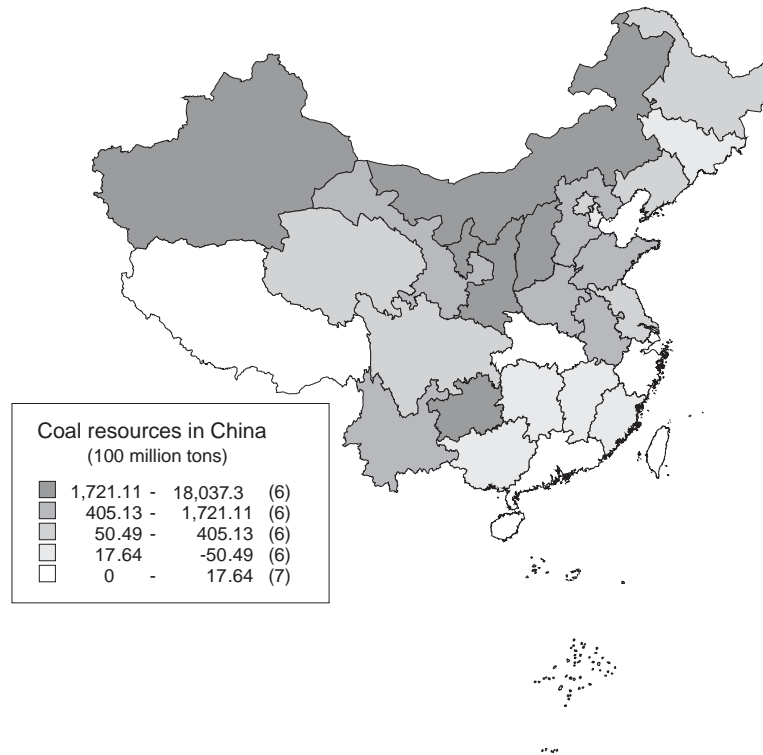 Coal resources in China
(100 million tons)
1,721.11 - 18,037.3 (6)
405.13 - 1,721.11 (6)
50.49 - 405.13 (6)
17.64 -50.49 (6)
0 - 17.64 (7)